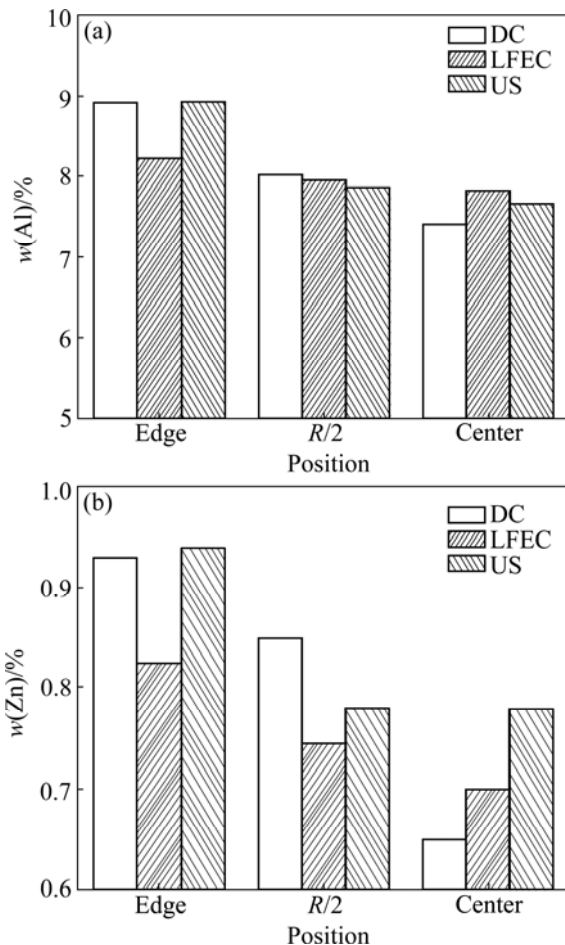 (a)
10
9
8
7
6
5
w(Al)/%
DC
LFEC
US
Edge R/2 Center
Position
(b)
1.0
0.9
0.8
0.7
0.6
w(Zn)/%
DC
LFEC
US
Edge R/2 Center
Position